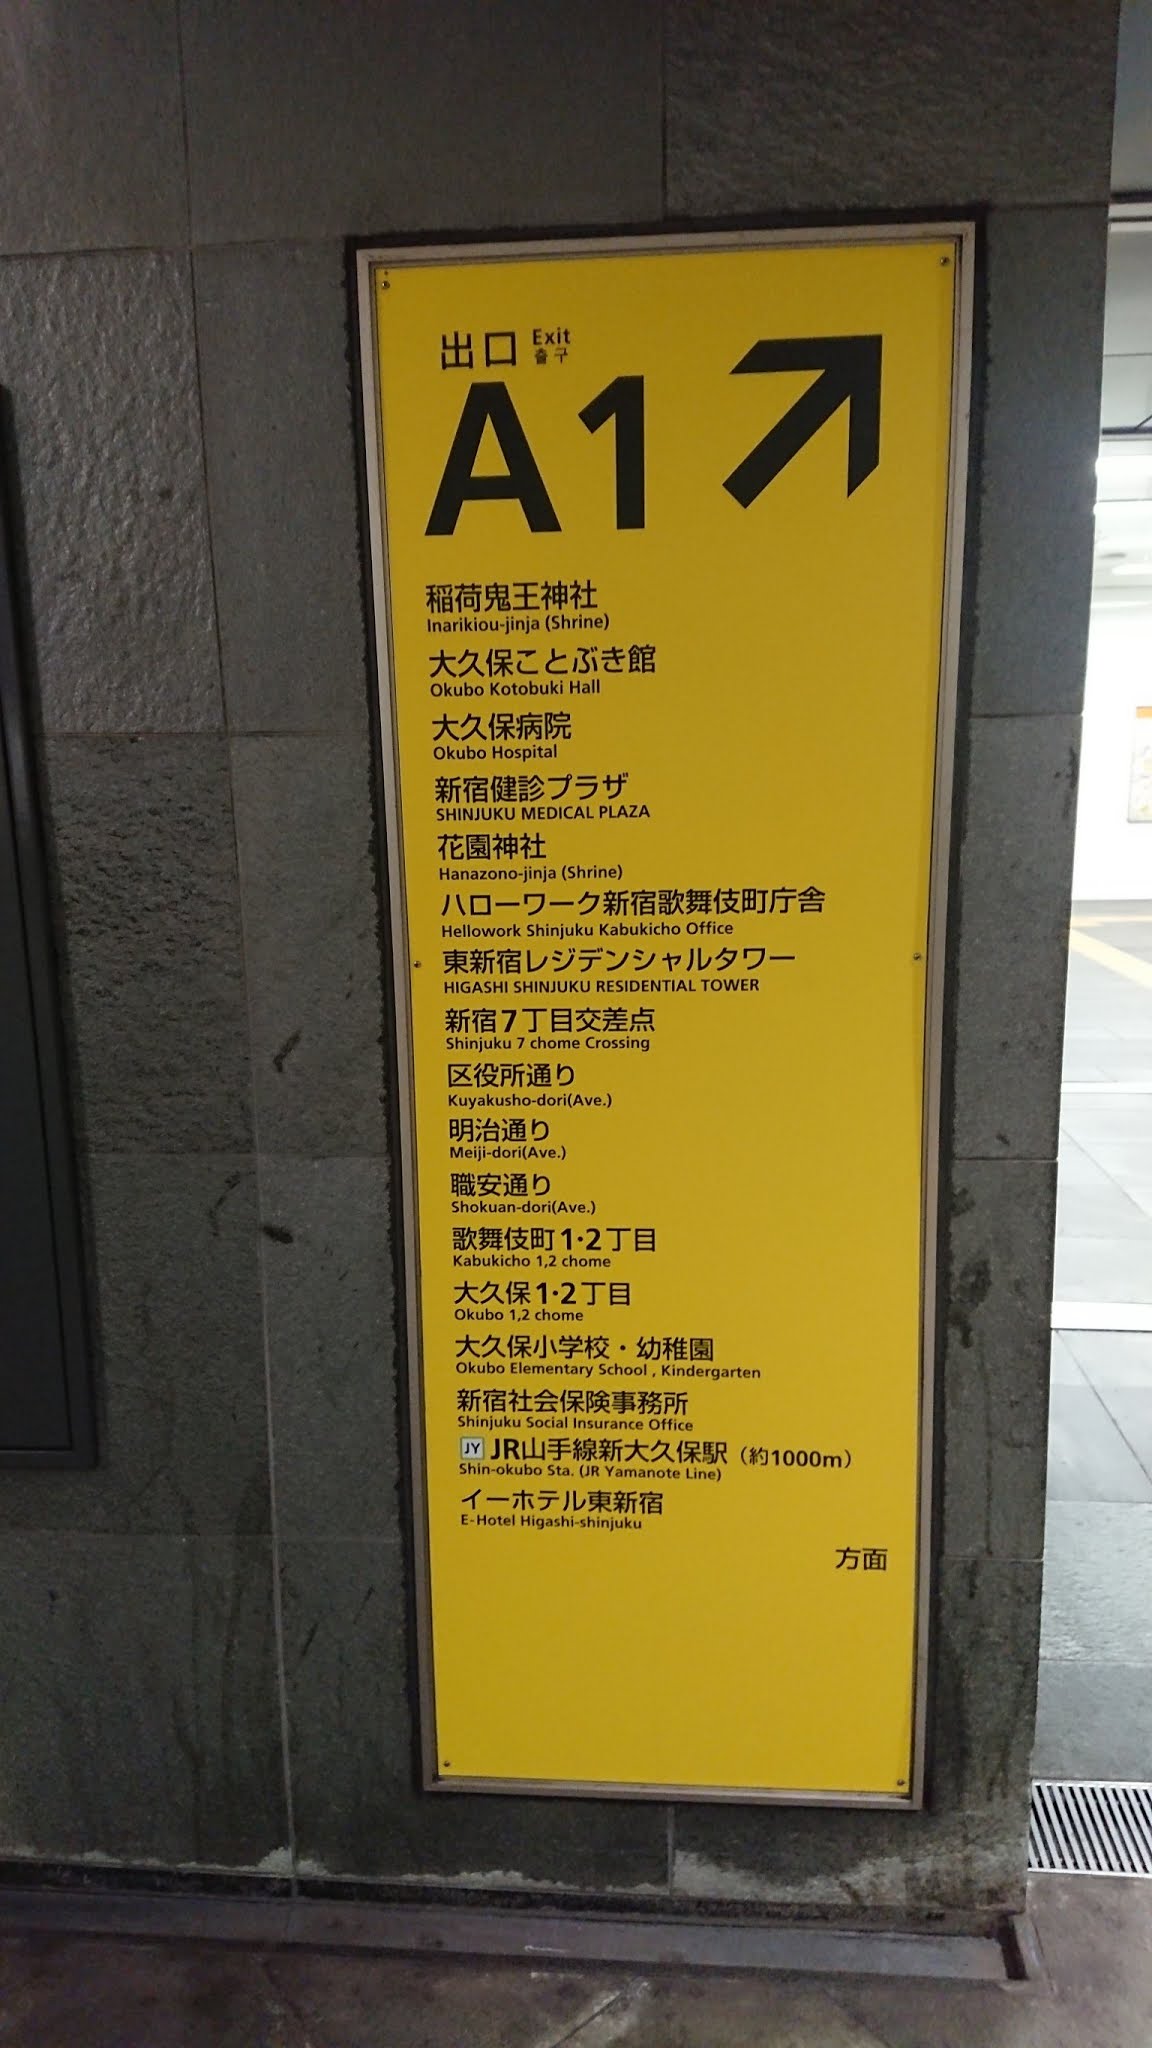 出口 Exit
출구
A1
稲荷鬼王神社
Inarikiou-jinja (Shrine)
大久保ことぶき館
Okubo Kotobuki Hall
大久保病院
Okubo Hospital
新宿健診プラザ
SHINJUKU MEDICAL PLAZA
花園神社
Hanazono-jinja (Shrine)
ハローワーク新宿歌舞伎町庁舎
Hellowork Shinjuku Kabukicho Office
東新宿レジデンシャルタワー
HIGASHI SHINJUKU RESIDENTIAL TOWER
新宿7丁目交差点
Shinjuku 7 chome Crossing
区役所通り
Kuyakusho-dori(Ave.)
明治通り
Meiji-dori(Ave.)
職安通り
Shokuan-dori(Ave.)
歌舞伎町1・2丁目
Kabukicho 1,2 chome
大久保1・2丁目
Okubo 1,2 chome
大久保小学校・幼稚園
Okubo Elementary School , Kindergarten
新宿社会保険事務所
Shinjuku Social Insurance Office
JY JR山手線新大久保駅（約1000m）
Shin-okubo Sta. (JR Yamanote Line)
イーホテル東新宿
E-Hotel Higashi-shinjuku
方面